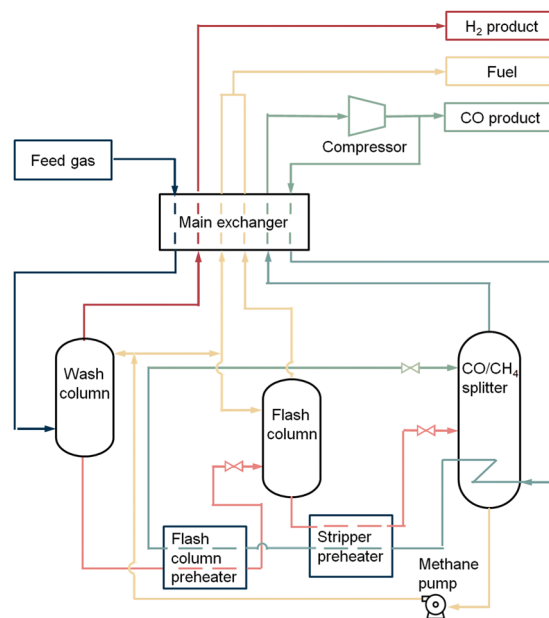 H₂ product
Fuel
CO product
Compressor
Feed gas
Main exchanger
Wash
column
CO/CH₄
splitter
Flash
column
Flash
column
preheater
Stripper
preheater
Methane
pump